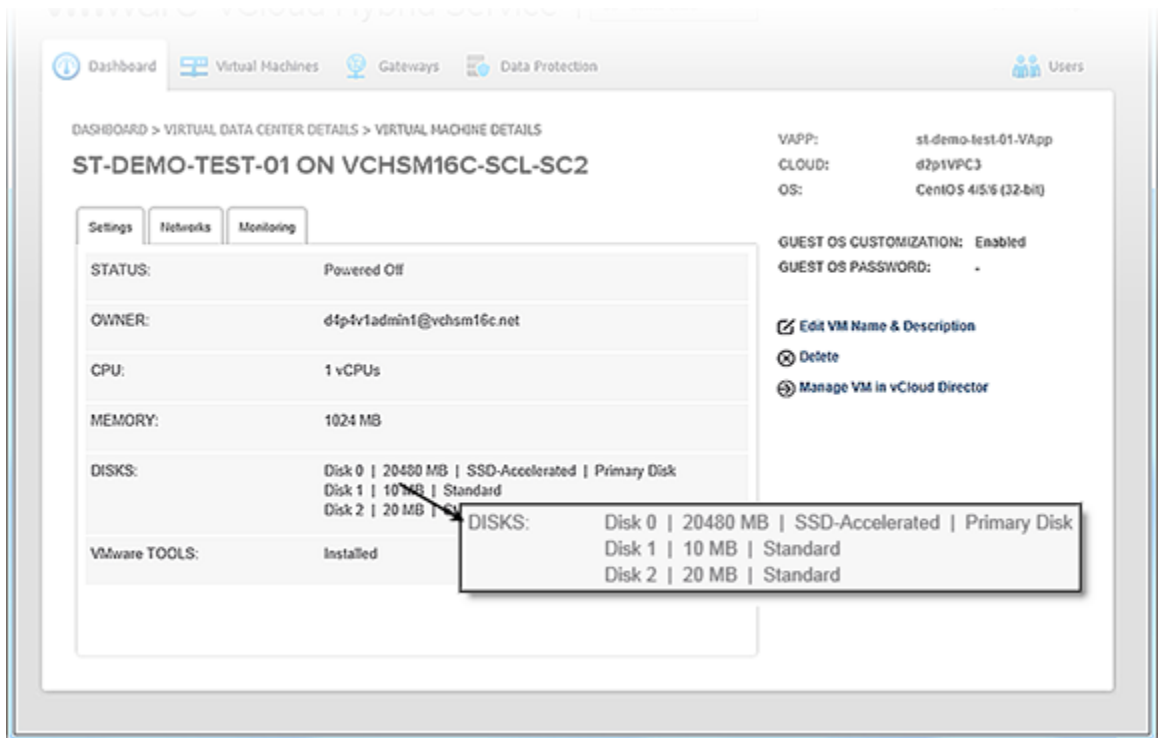 Dashboard Virtual Machines Gateways Data Protection Users
DASHBOARD > VIRTUAL DATA CENTER DETAILS > VIRTUAL MACHINE DETAILS
ST-DEMO-TEST-01 ON VCHSM16C-SCL-SC2
VAPP: st-demo-test-01-VApp
CLOUD: d2p1VPC3
OS: CentOS 4/5/6 (32-bit)
GUEST OS CUSTOMIZATION: Enabled
GUEST OS PASSWORD: -
Edit VM Name & Description
Delete
Manage VM in vCloud Director
Settings Networks Monitoring
STATUS: Powered Off
OWNER: d4p4v1admin1@vchsm16c.net
CPU: 1 vCPUs
MEMORY: 1024 MB
DISKS: Disk 0 | 20480 MB | SSD-Accelerated | Primary Disk
Disk 1 | 10 MB | Standard
Disk 2 | 20 MB |
VMware TOOLS: Installed
DISKS: Disk 0 | 20480 MB | SSD-Accelerated | Primary Disk
Disk 1 | 10 MB | Standard
Disk 2 | 20 MB | Standard